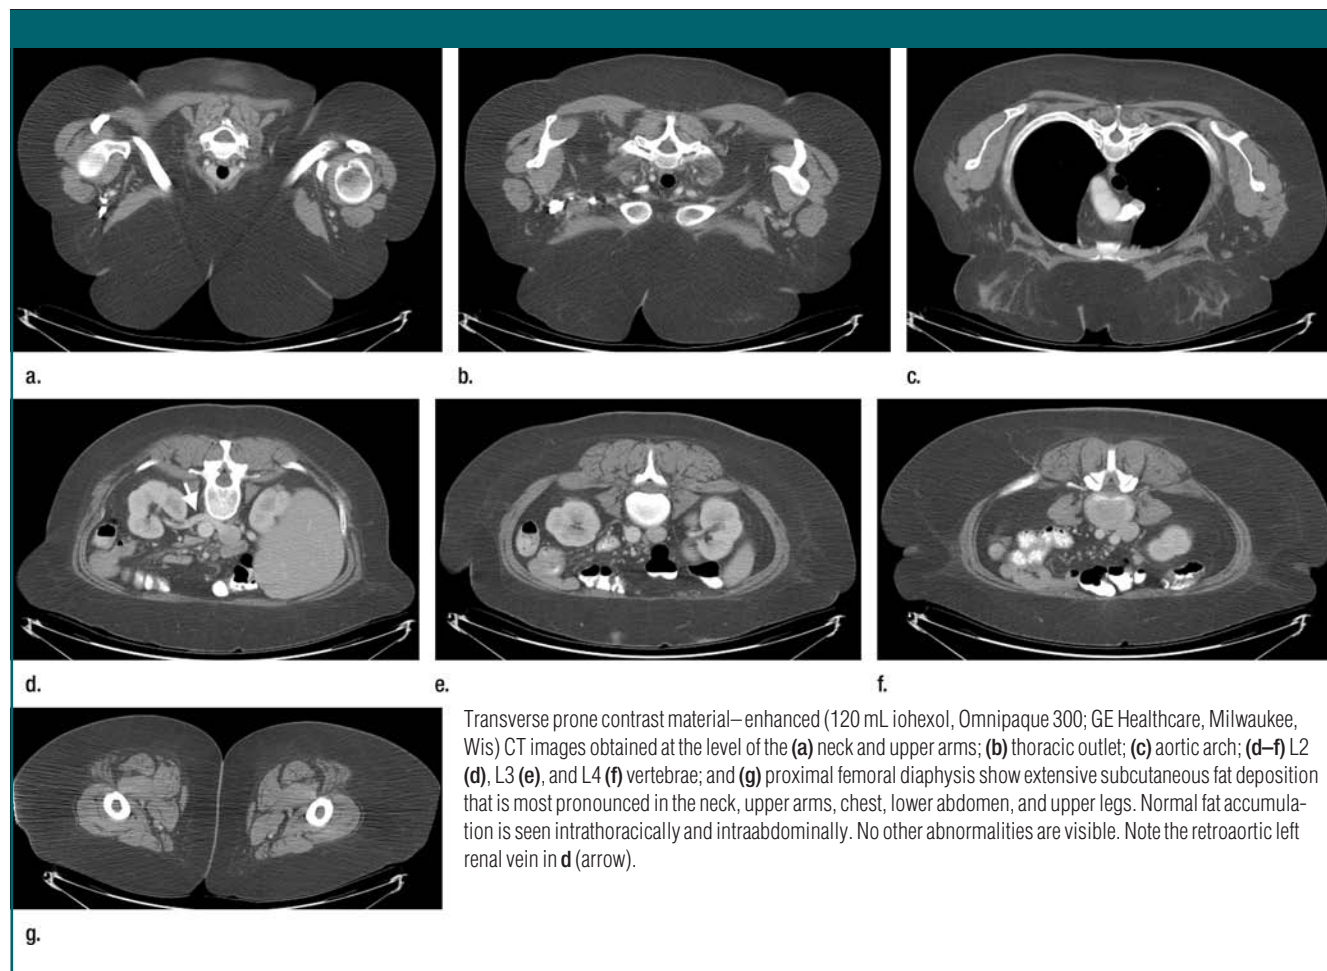 a.
b.
c.
d.
e.
f.
Transverse prone contrast material–enhanced (120 mL iohexol, Omnipaque 300; GE Healthcare, Milwaukee,
Wis) CT images obtained at the level of the (a) neck and upper arms; (b) thoracic outlet; (c) aortic arch; (d–f) L2
(d), L3 (e), and L4 (f) vertebrae; and (g) proximal femoral diaphysis show extensive subcutaneous fat deposition
that is most pronounced in the neck, upper arms, chest, lower abdomen, and upper legs. Normal fat accumula-
tion is seen intrathoracically and intraabdominally. No other abnormalities are visible. Note the retroaortic left
renal vein in d (arrow).
g.